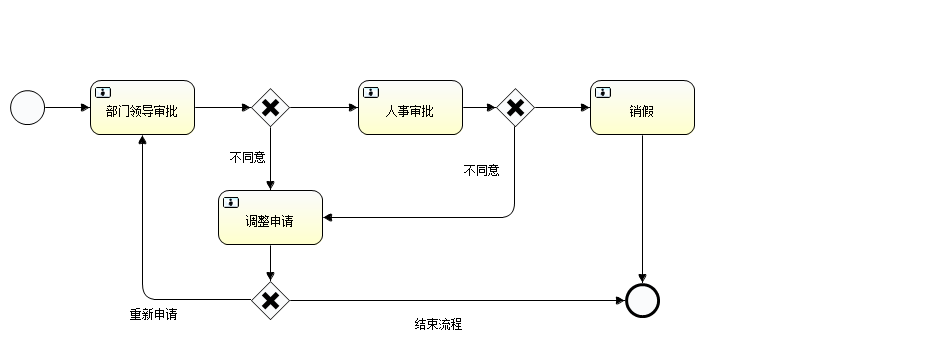 部门领导审批
人事审批
销假
不同意
不同意
调整申请
重新申请
结束流程